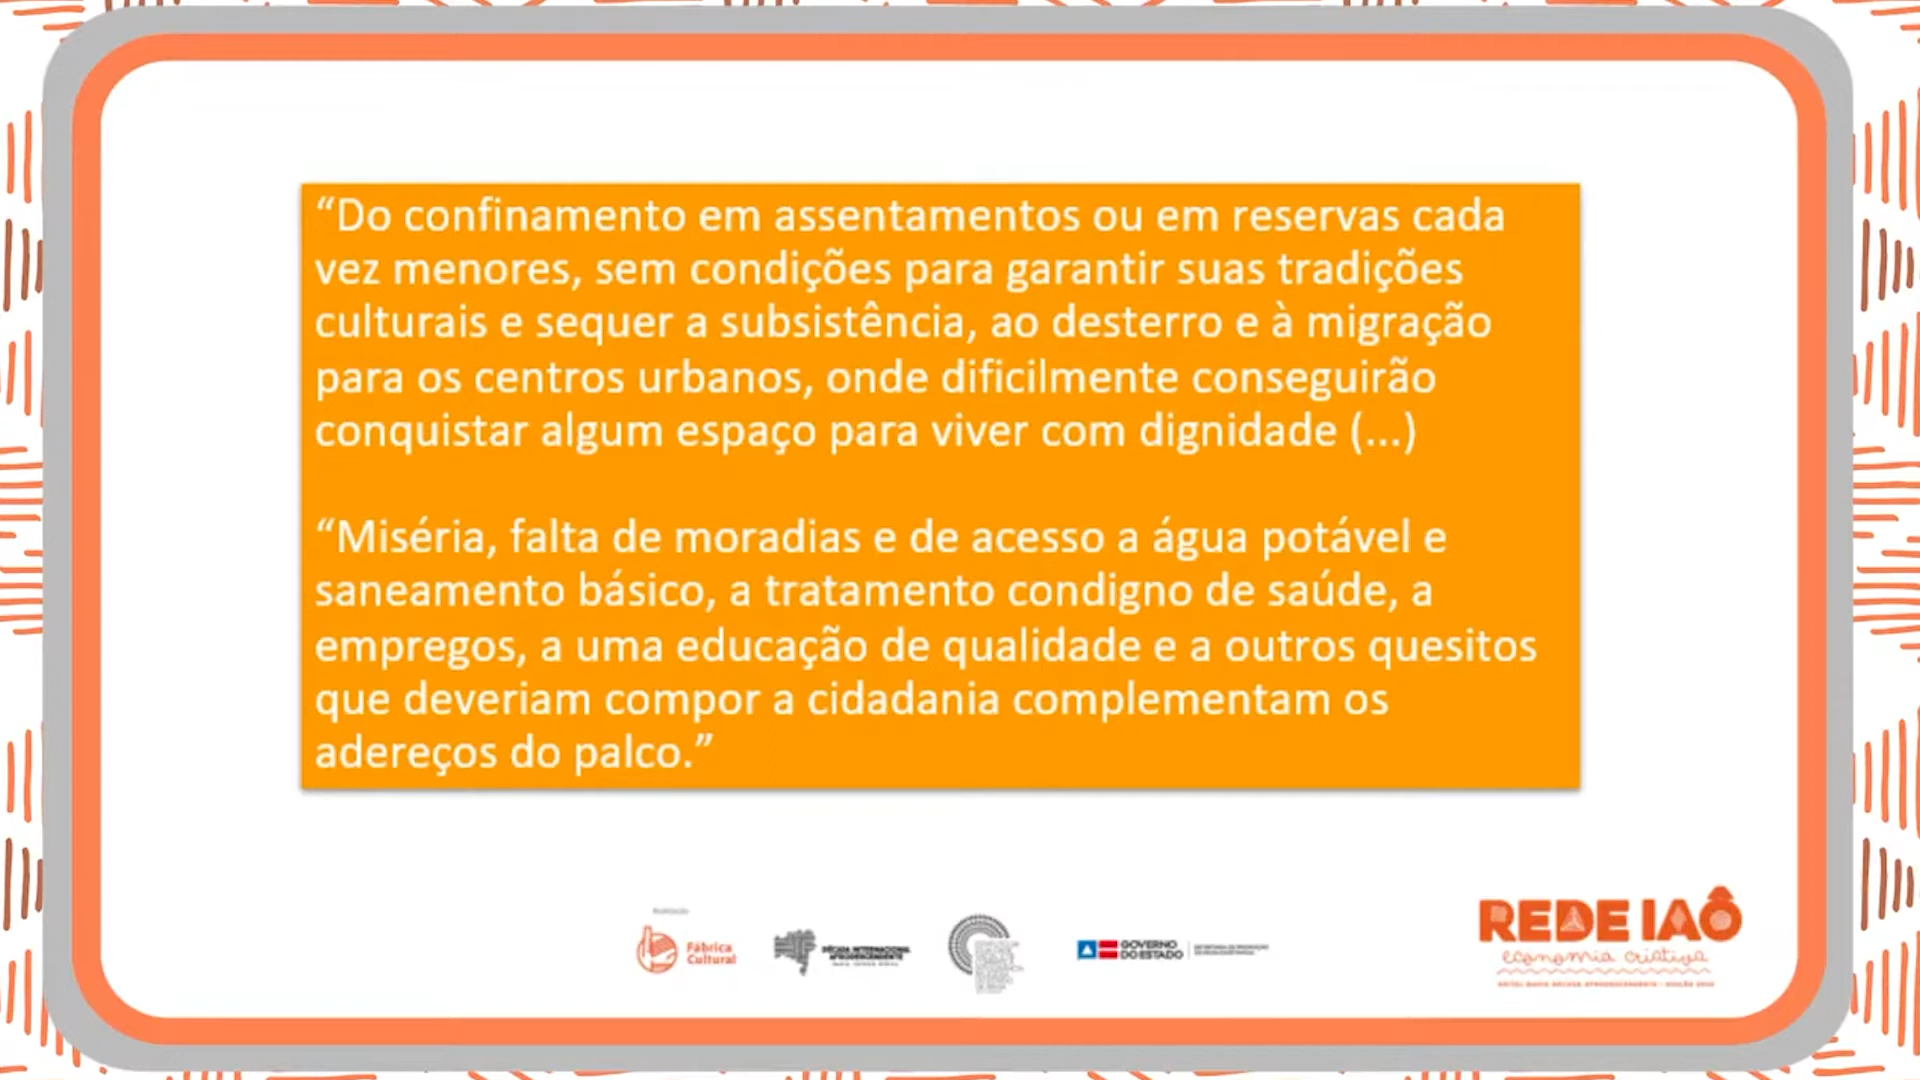 “Do confinamento em assentamentos ou em reservas cada
vez menores, sem condições para garantir suas tradições
culturais e sequer a subsistência, ao desterro e à migração
para os centros urbanos, onde dificilmente conseguirão
conquistar algum espaço para viver com dignidade (...)
“Miséria, falta de moradias e de acesso a água potável e
saneamento básico, a tratamento condigno de saúde, a
empregos, a uma educação de qualidade e a outros quesitos
que deveriam compor a cidadania complementam os
adereços do palco.”
Fábrica
Cultural
DÉCADA INTERNACIONAL
AFRODESCENDENTE
GOVERNO
DO ESTADO
REDE IAÔ
economia criativa